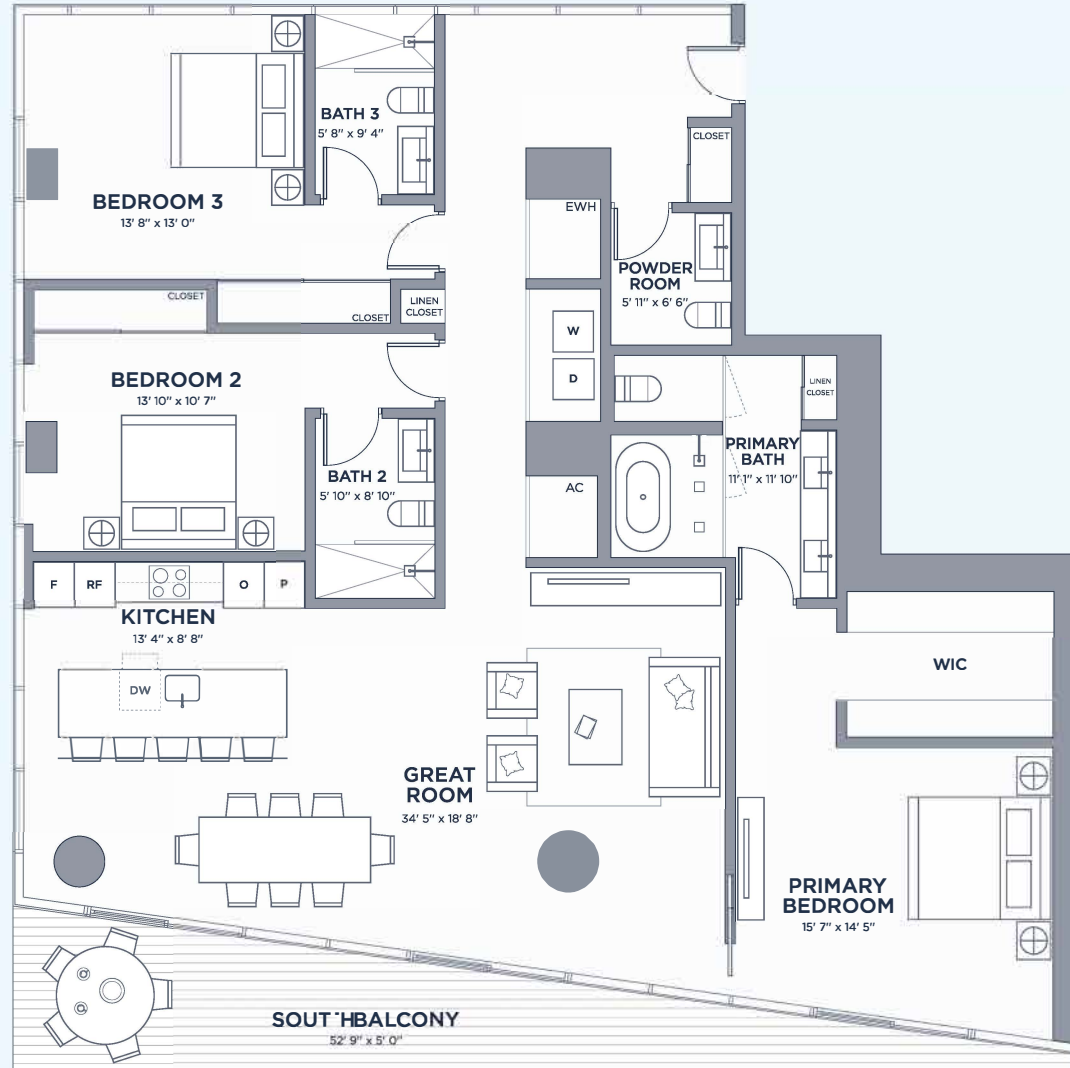 BATH 3
5' 8" x 9' 4"
CLOSET
BEDROOM 3
13' 8" x 13' 0"
EWH
POWDER
ROOM
5' 11" x 6' 6"
CLOSET
CLOSET
LINEN
CLOSET
W
D
BEDROOM 2
13' 10" x 10' 7"
LINEN
CLOSET
PRIMARY
BATH
11' 1" x 11' 10"
BATH 2
5' 10" x 8' 10"
AC
F
RF
O
P
KITCHEN
13' 4" x 8' 8"
DW
WIC
GREAT
ROOM
34' 5" x 18' 8"
PRIMARY
BEDROOM
15' 7" x 14' 5"
SOUTHBALCONY
52' 9" x 5' 0"